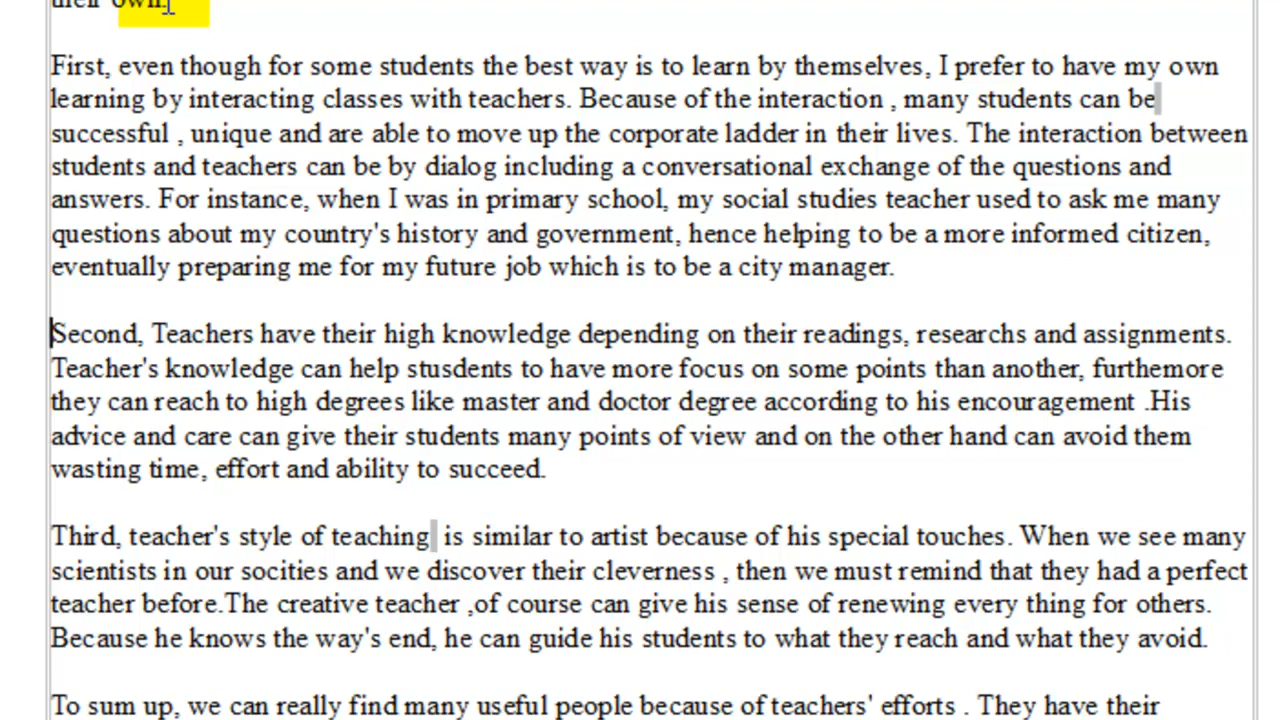 their own.
First, even though for some students the best way is to learn by themselves, I prefer to have my own
learning by interacting classes with teachers. Because of the interaction , many students can be
successful , unique and are able to move up the corporate ladder in their lives. The interaction between
students and teachers can be by dialog including a conversational exchange of the questions and
answers. For instance, when I was in primary school, my social studies teacher used to ask me many
questions about my country's history and government, hence helping to be a more informed citizen,
eventually preparing me for my future job which is to be a city manager.
Second, Teachers have their high knowledge depending on their readings, researchs and assignments.
Teacher's knowledge can help stusdents to have more focus on some points than another, furthemore
they can reach to high degrees like master and doctor degree according to his encouragement .His
advice and care can give their students many points of view and on the other hand can avoid them
wasting time, effort and ability to succeed.
Third, teacher's style of teaching is similar to artist because of his special touches. When we see many
scientists in our socities and we discover their cleverness , then we must remind that they had a perfect
teacher before.The creative teacher ,of course can give his sense of renewing every thing for others.
Because he knows the way's end, he can guide his students to what they reach and what they avoid.
To sum up, we can really find many useful people because of teachers' efforts . They have their